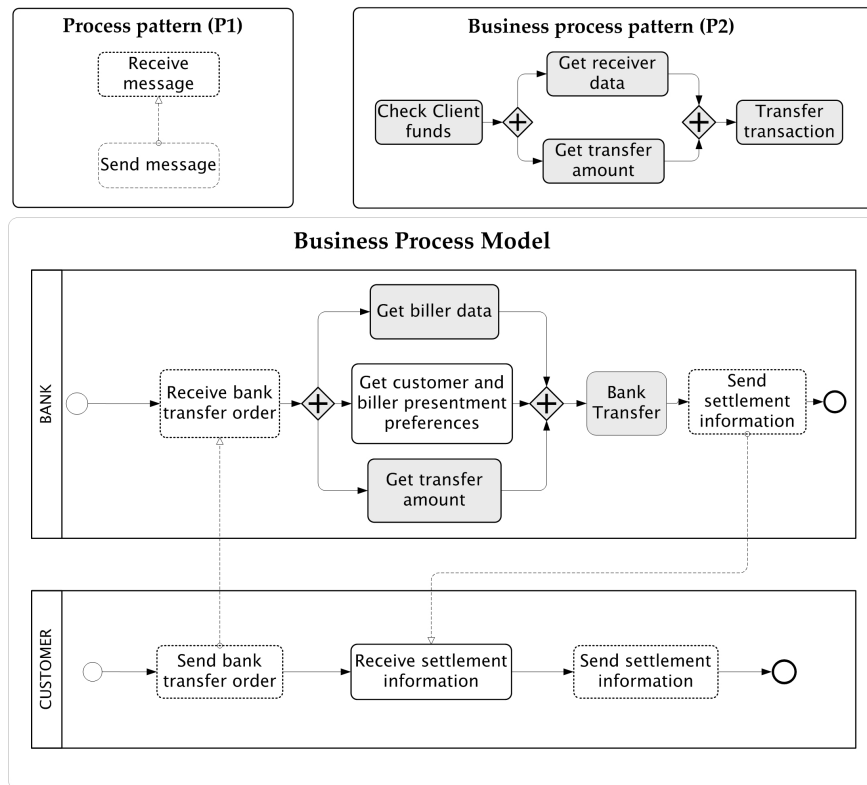 Process pattern (P1)
Receive
message
Send message
Business process pattern (P2)
Check Client
funds
Get receiver
data
Get transfer
amount
Transfer
transaction
Business Process Model
BANK
Receive bank
transfer order
Get biller data
Get customer and
biller presentment
preferences
Get transfer
amount
Bank
Transfer
Send
settlement
information
CUSTOMER
Send bank
transfer order
Receive settlement
information
Send settlement
information